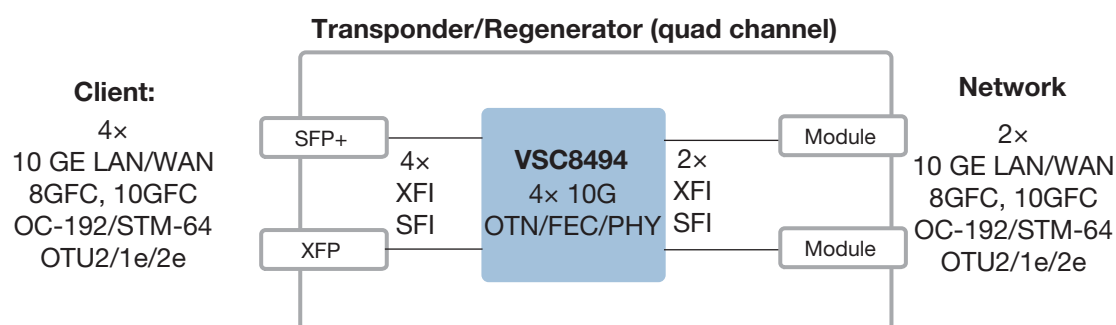 Transponder/Regenerator (quad channel)
Client:
4×
10 GE LAN/WAN
8GFC, 10GFC
OC-192/STM-64
OTU2/1e/2e
SFP+
XFP
4×
XFI
SFI
VSC8494
4× 10G
OTN/FEC/PHY
2×
XFI
SFI
Module
Module
Network
2×
10 GE LAN/WAN
8GFC, 10GFC
OC-192/STM-64
OTU2/1e/2e